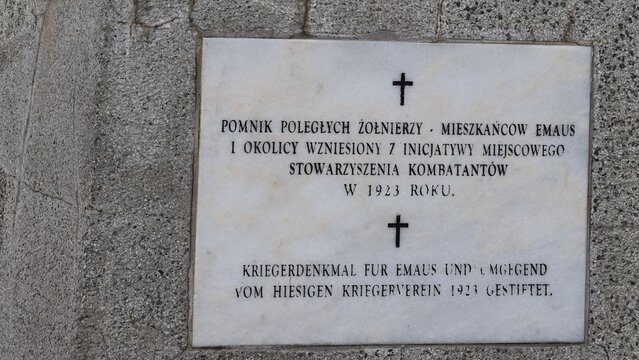 POMNIK POLEGŁYCH ŻOŁNIERZY - MIESZKAŃCOW EMAUS
I OKOLICY WZNIESIONY Z INICJATYWY MIEJSCOWEGO
STOWARZYSZENIA KOMBATANTÓW
W 1923 ROKU.
KRIEGERDENKMAL FUR EMAUS UND UMGEGEND
VOM HIESIGEN KRIEGERVEREIN 1923 GESTIFTET.